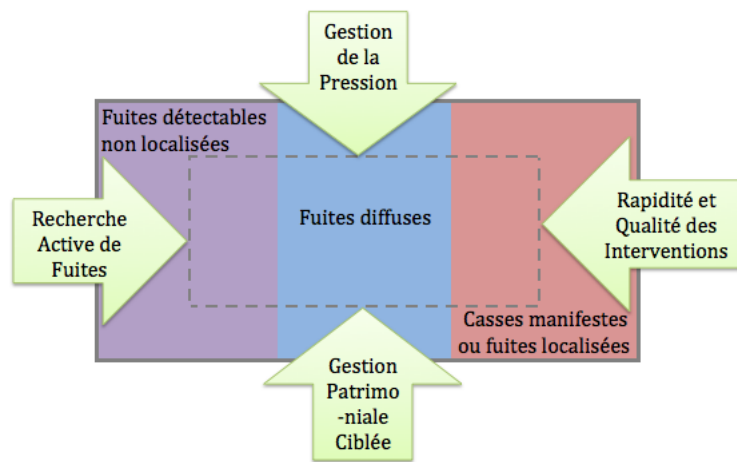 Gestion
de la
Pression
Fuites détectables
non localisées
Recherche
Active de
Fuites
Fuites diffuses
Rapidité et
Qualité des
Interventions
Casses manifestes
ou fuites localisées
Gestion
Patrimo
-niale
Ciblée